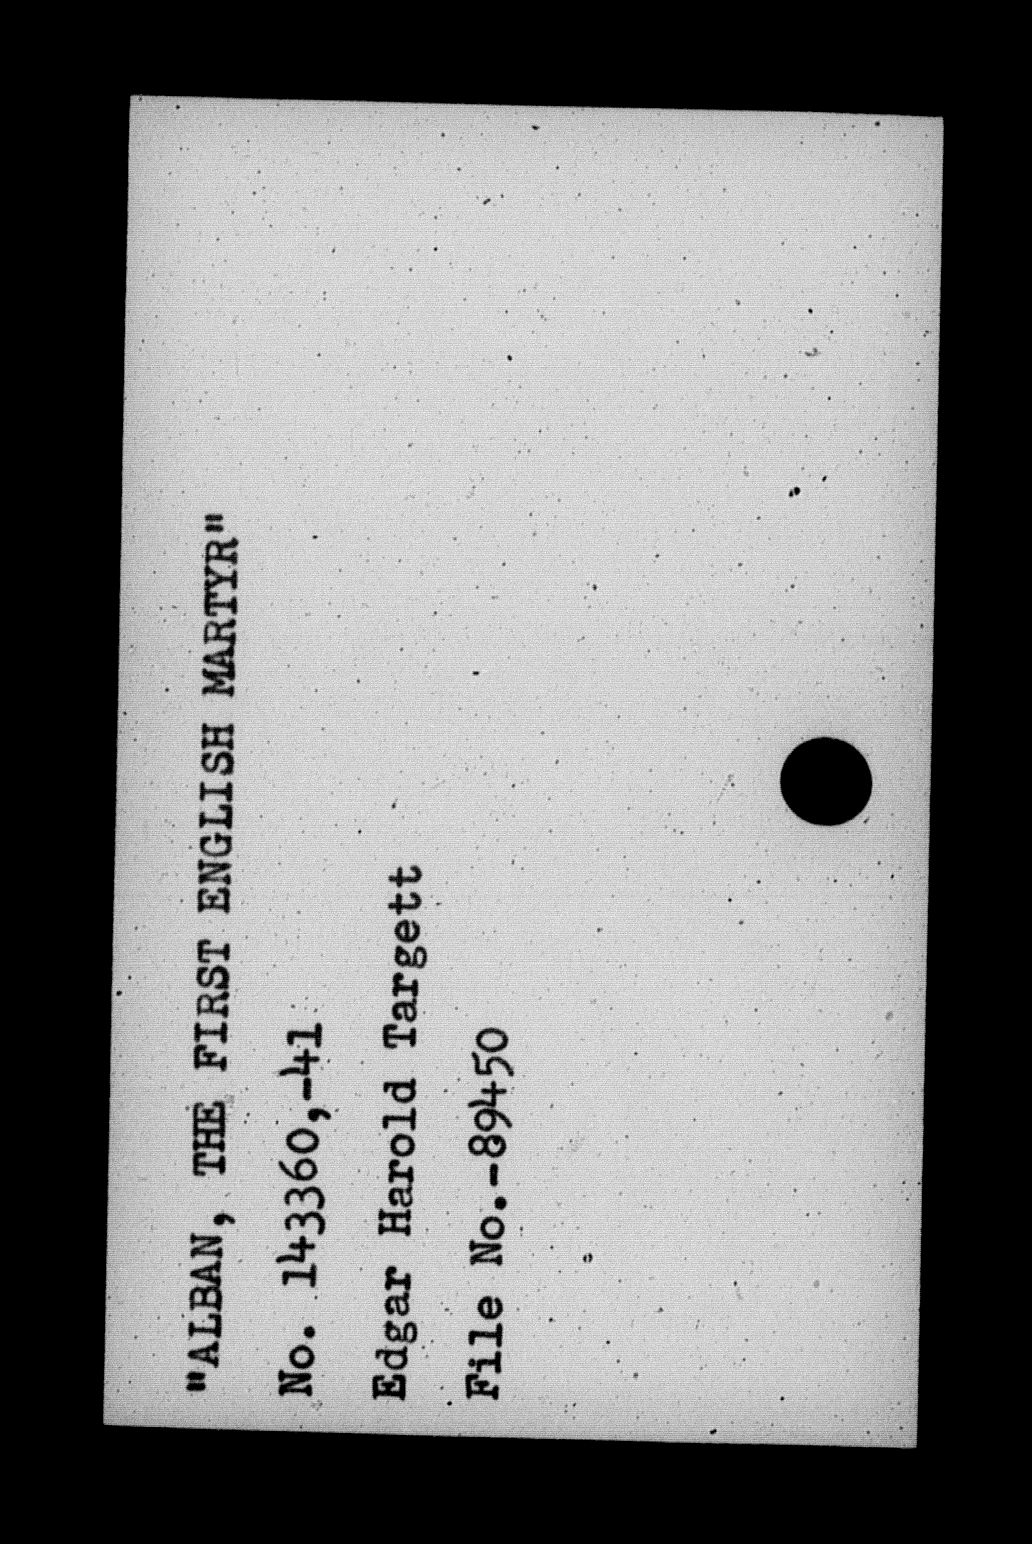 "ALBAN, THE FIRST ENGLISH MARTYR"
No. 143360,-41
Edgar Harold Targett
File No.-89450